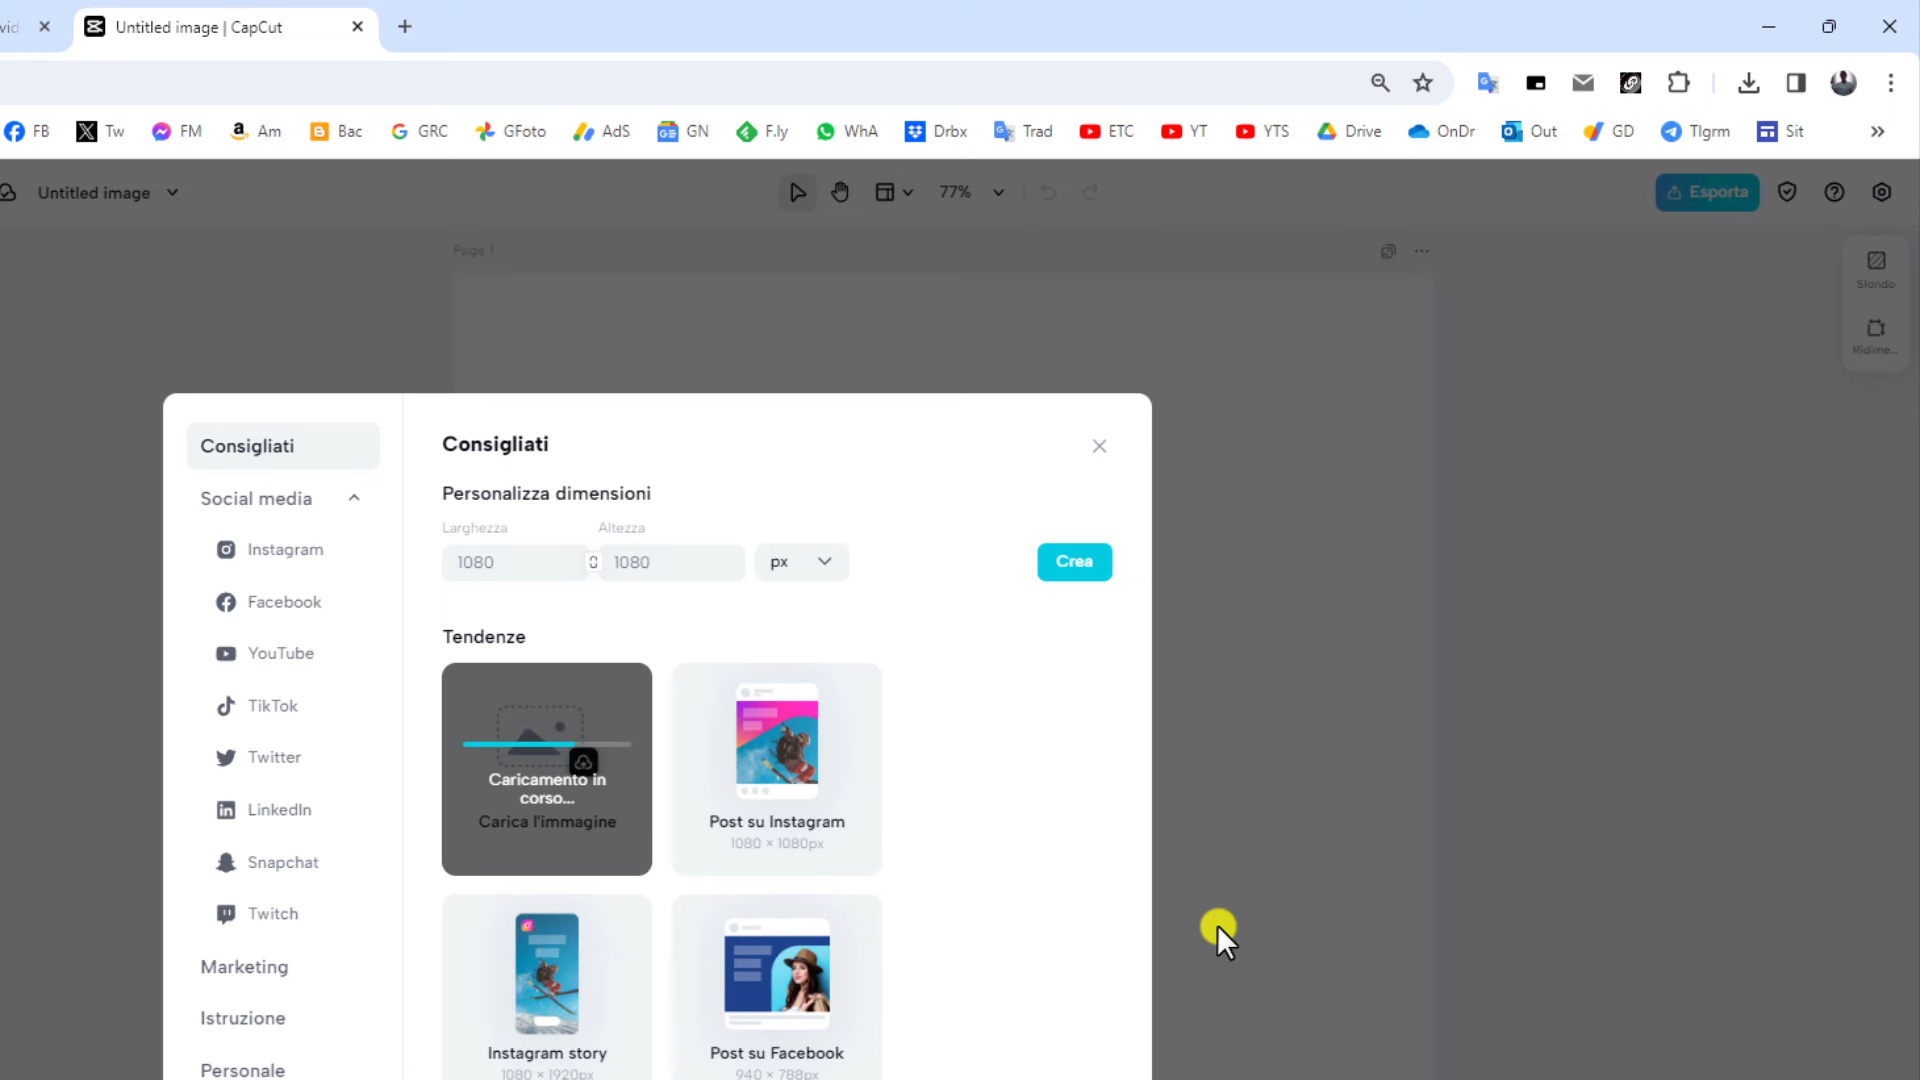 vid
Untitled image | CapCut
FB
Tw
FM
Am
Bac
GRC
GFoto
AdS
GN
F.ly
WhA
Drbx
Trad
ETC
YT
YTS
Drive
OnDr
Out
GD
Tlgrm
Sit
Untitled image
77%
Esporta
Page 1
Sfondo
Ridime...
Consigliati
Social media
Instagram
Facebook
YouTube
TikTok
Twitter
LinkedIn
Snapchat
Twitch
Marketing
Istruzione
Personale
Consigliati
Personalizza dimensioni
Larghezza
Altezza
1080
1080
px
Crea
Tendenze
Caricamento in
corso...
Carica l'immagine
Post su Instagram
1080 × 1080px
Instagram story
1080 × 1920px
Post su Facebook
940 × 788px